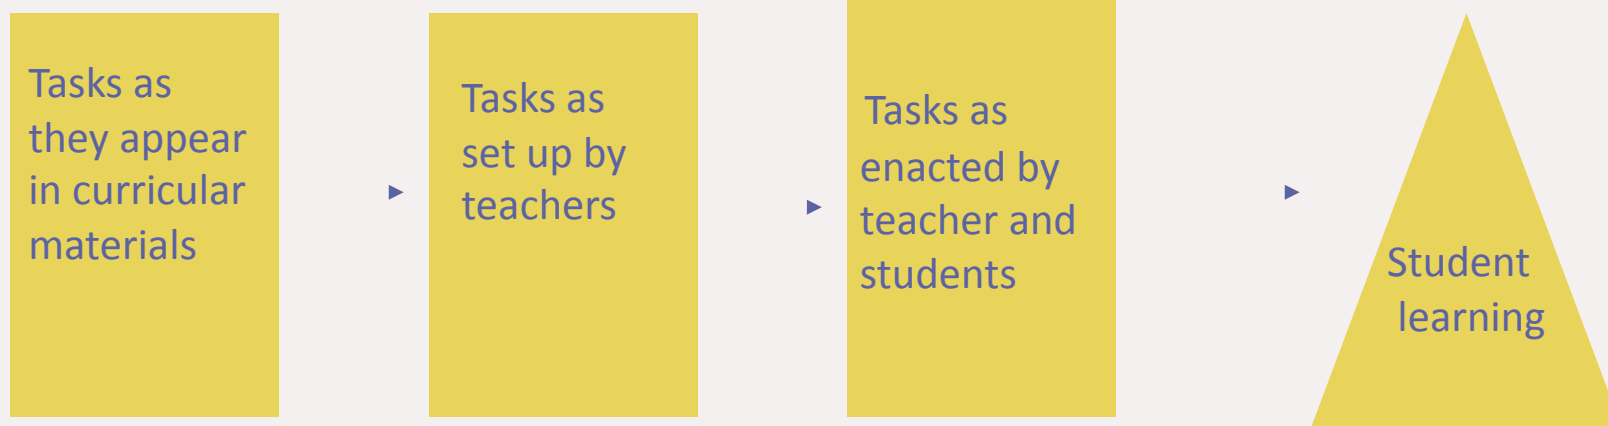 Tasks as
they appear
in curricular
materials
Tasks as
set up by
teachers
Tasks as
enacted by
teacher and
students
Student
learning